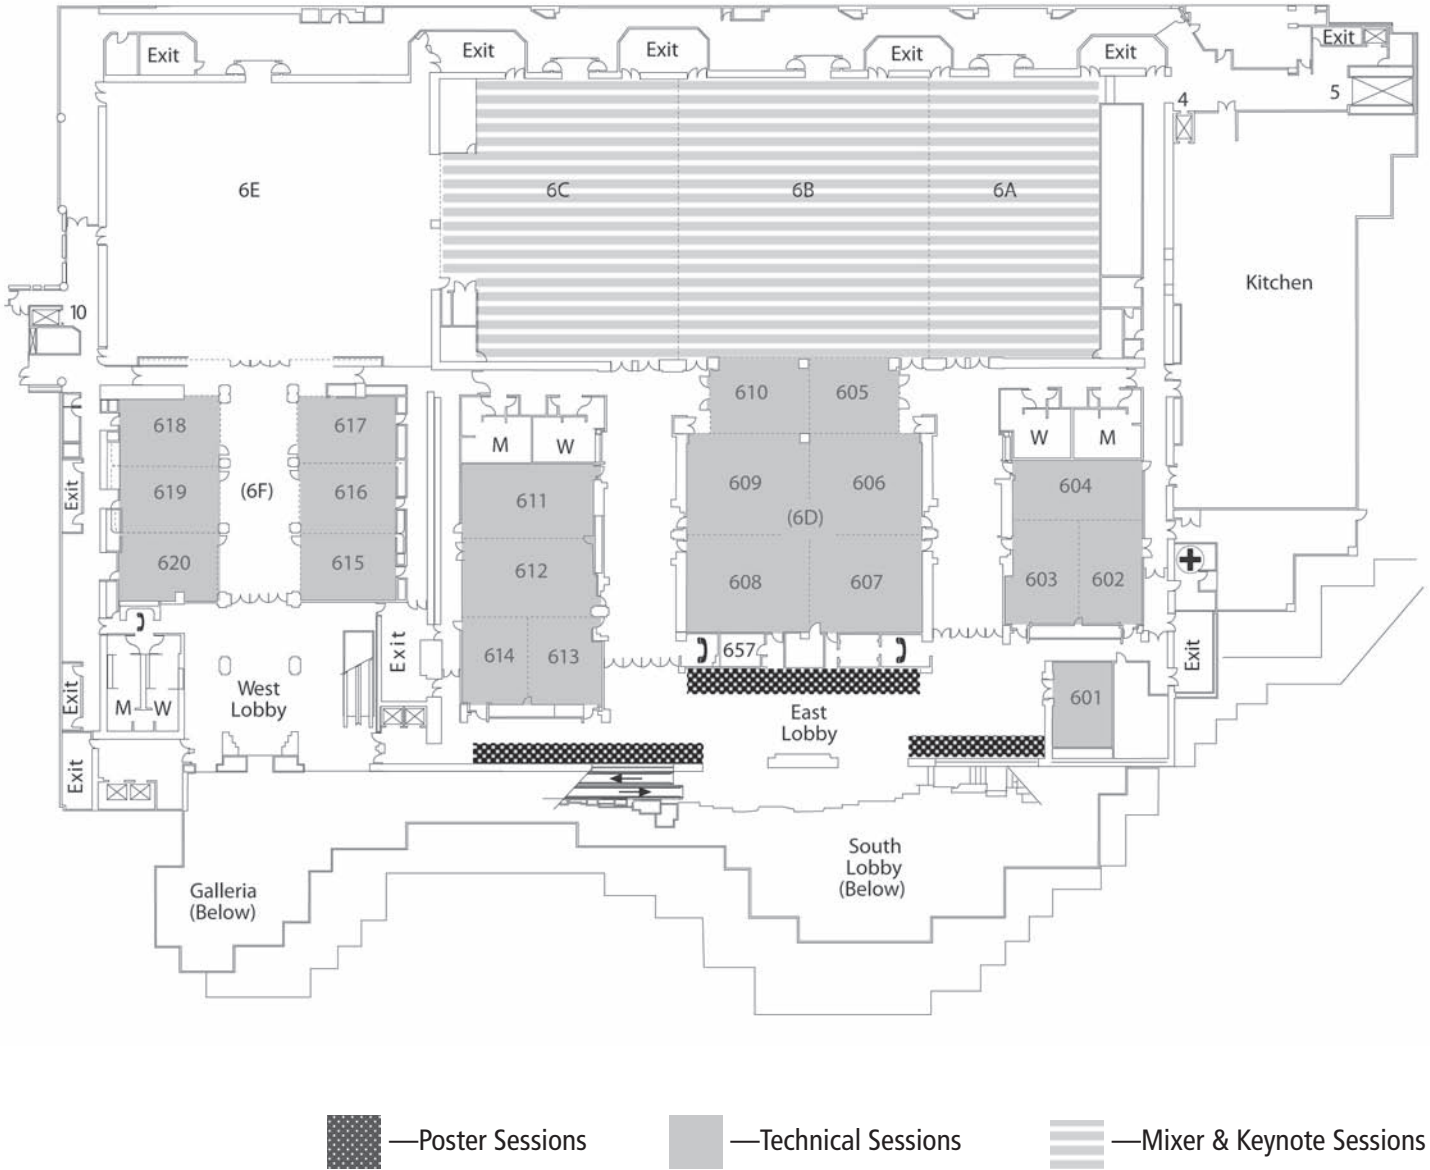 Exit
Exit
Exit
Exit
Exit
Exit
5
4
6E
6C
6B
6A
Kitchen
10
610
605
618
617
M
W
W
M
619
(6F)
616
Exit
611
609
606
604
(6D)
620
615
612
608
607
603
602
Exit
657
Exit
614
613
Exit
M
W
West
Lobby
601
East
Lobby
Exit
South
Lobby
(Below)
Galleria
(Below)
—Poster Sessions
—Technical Sessions
—Mixer & Keynote Sessions